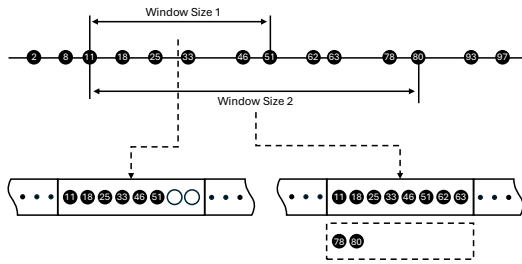 Window Size 1
2 8 11 18 25 33 46 51 62 63 78 80 93 97
Window Size 2
11 18 25 33 46 51
11 18 25 33 46 51 62 63
78 80